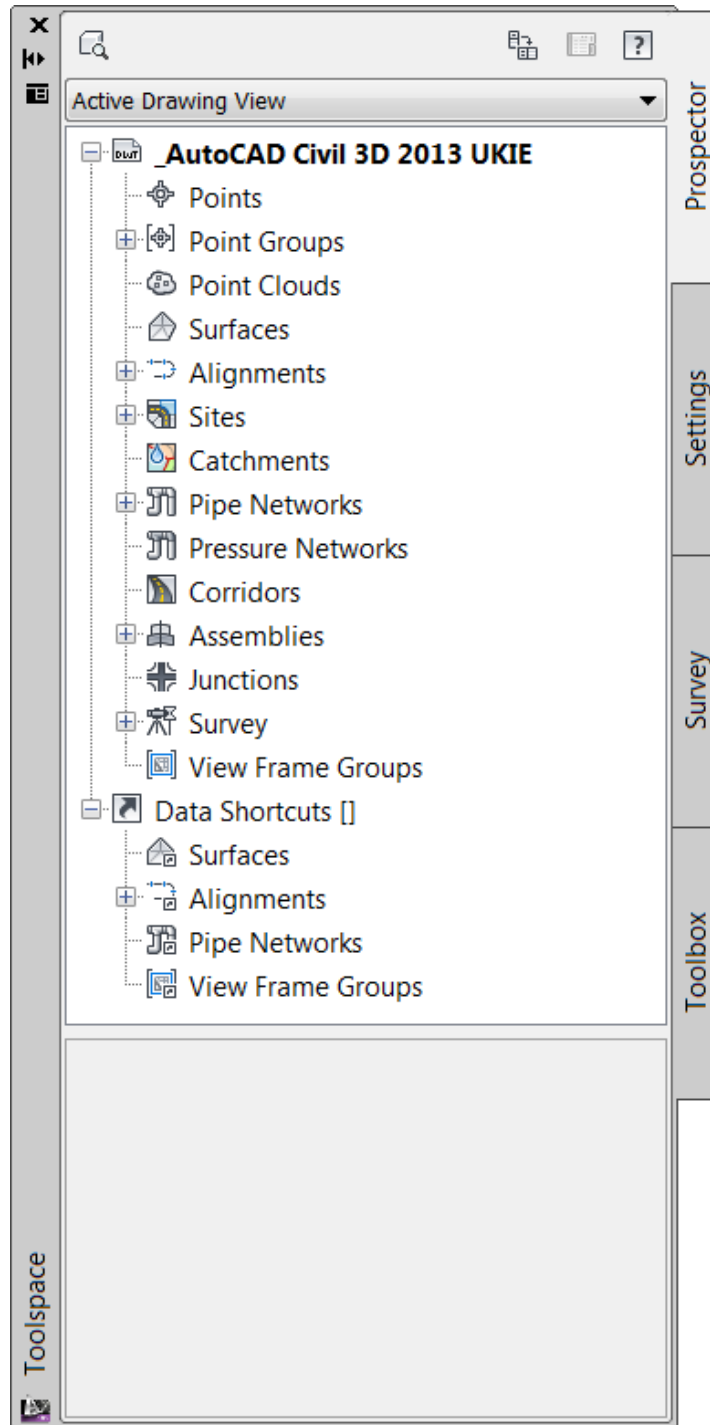 Active Drawing View
DWT _AutoCAD Civil 3D 2013 UKIE
Points
Point Groups
Point Clouds
Surfaces
Alignments
Sites
Catchments
Pipe Networks
Pressure Networks
Corridors
Assemblies
Junctions
Survey
View Frame Groups
Data Shortcuts []
Surfaces
Alignments
Pipe Networks
View Frame Groups
Prospector
Settings
Survey
Toolbox
Toolspace